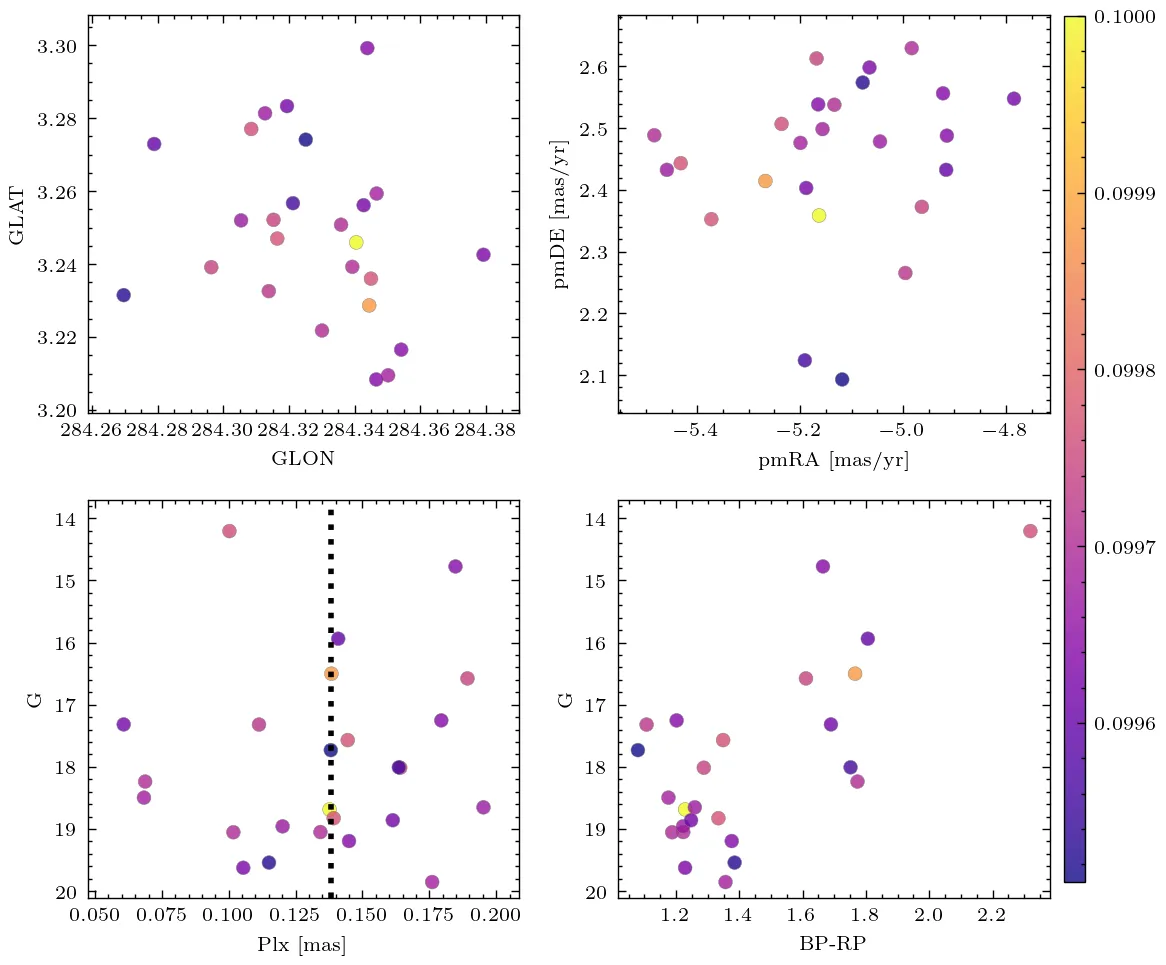 3.30
3.28
3.26
3.24
3.22
3.20
GLAT
284.26 284.28 284.30 284.32 284.34 284.36 284.38
GLON
2.6
2.5
2.4
2.3
2.2
2.1
pmDE [mas/yr]
−5.4 −5.2 −5.0 −4.8
pmRA [mas/yr]
0.1000
0.0999
0.0998
0.0997
0.0996
14
15
16
17
18
19
20
G
0.050 0.075 0.100 0.125 0.150 0.175 0.200
Plx [mas]
14
15
16
17
18
19
20
G
1.2 1.4 1.6 1.8 2.0 2.2
BP-RP